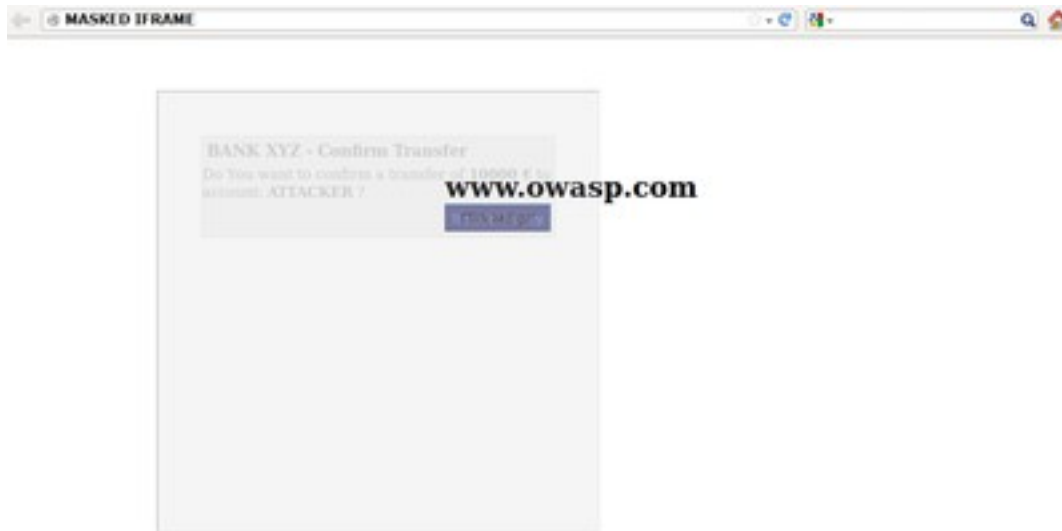 MASKED IFRAME
BANK XYZ - Confirm Transfer
Do You want to confirm a transfer of 10000 € to
account: ATTACKER ?
www.owasp.com